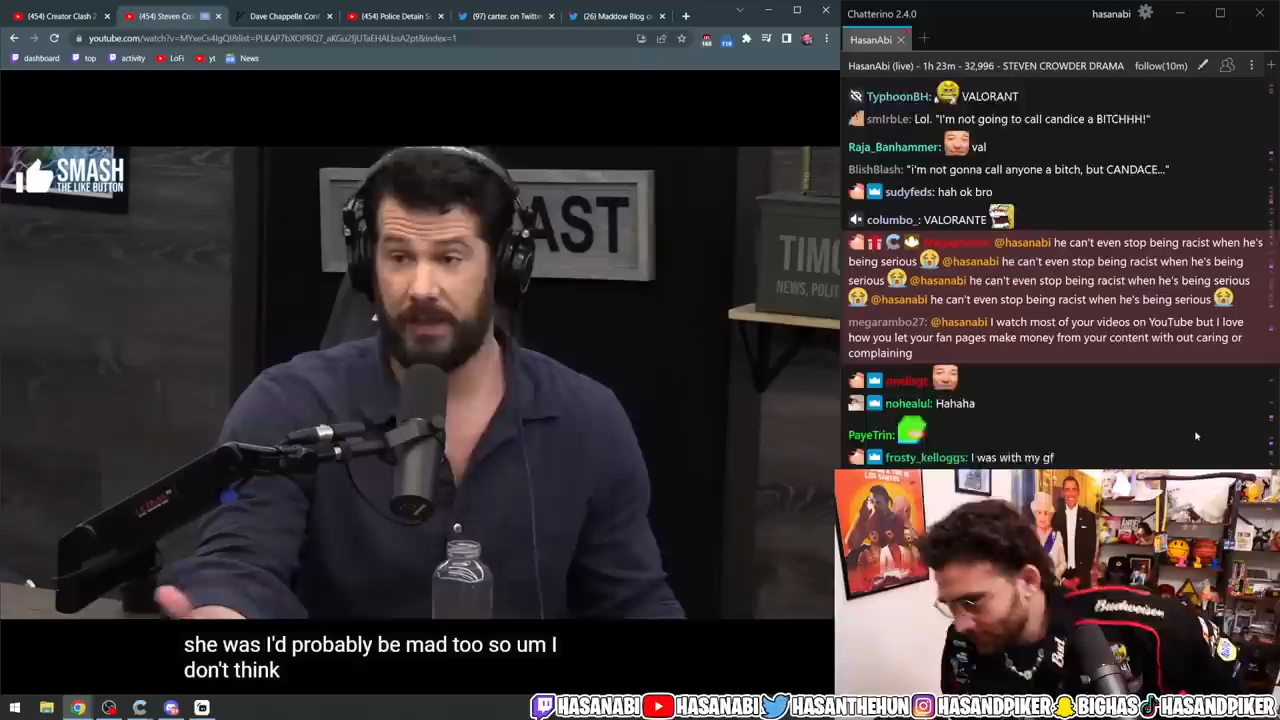 (454) Creator Clash 2
(454) Steven Cro
Dave Chappelle Con
(454) Police Detain S
(97) carter. on Twitter
(26) Maddow Blog
youtube.com/watch?v=MYxeCs4IgQI&list=PLKAP7bXOPRQ7_aKGu2fJUTaEHALbsA2pt&index=1
168
110
dashboard
top
activity
LoFi
yt
News
SMASH
THE LIKE BUTTON
AST
NEWS, POLIT
she was I'd probably be mad too so um I
don't think
Chatterino 2.4.0
hasanabi
HasanAbi
HasanAbi (live) - 1h 23m - 32,996 - STEVEN CROWDER DRAMA
follow(10m)
TyphoonBH: VALORANT
smIrbLe: Lol. "I'm not going to call candice a BITCHHH!"
Raja_Banhammer: val
BlishBlash: "i'm not gonna call anyone a bitch, but CANDACE..."
sudyfeds: hah ok bro
columbo_: VALORANTE
@hasanabi he can't even stop being racist when he's
being serious @hasanabi he can't even stop being racist when he's being
serious @hasanabi he can't even stop being racist when he's being serious
@hasanabi he can't even stop being racist when he's being serious
megarambo27: @hasanabi I watch most of your videos on YouTube but I love
how you let your fan pages make money from your content with out caring or
complaining
nohealul: Hahaha
PayeTrin:
frosty_kelloggs: I was with my gf
Budweiser
Bud
HASANABI
HASANABI
HASANTHEHUN
HASANDPIKER
BIGHAS
HASANDPIKER